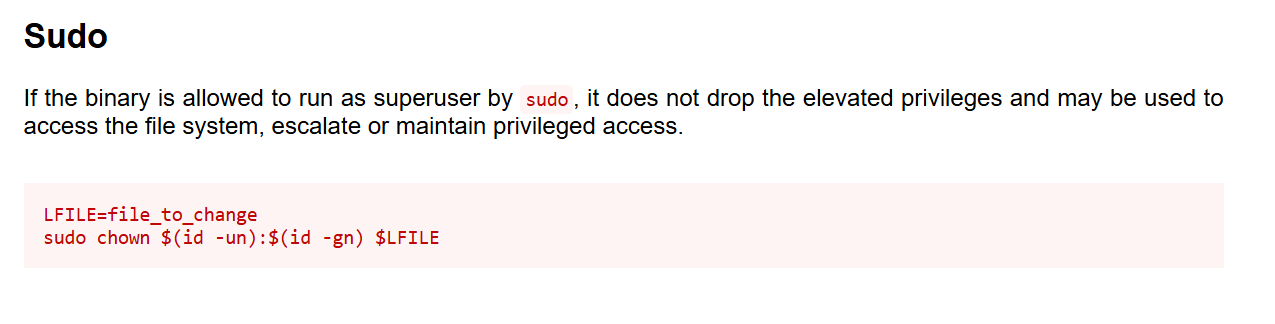 Sudo
If the binary is allowed to run as superuser by sudo, it does not drop the elevated privileges and may be used to
access the file system, escalate or maintain privileged access.
LFILE=file_to_change
sudo chown $(id -un):$(id -gn) $LFILE